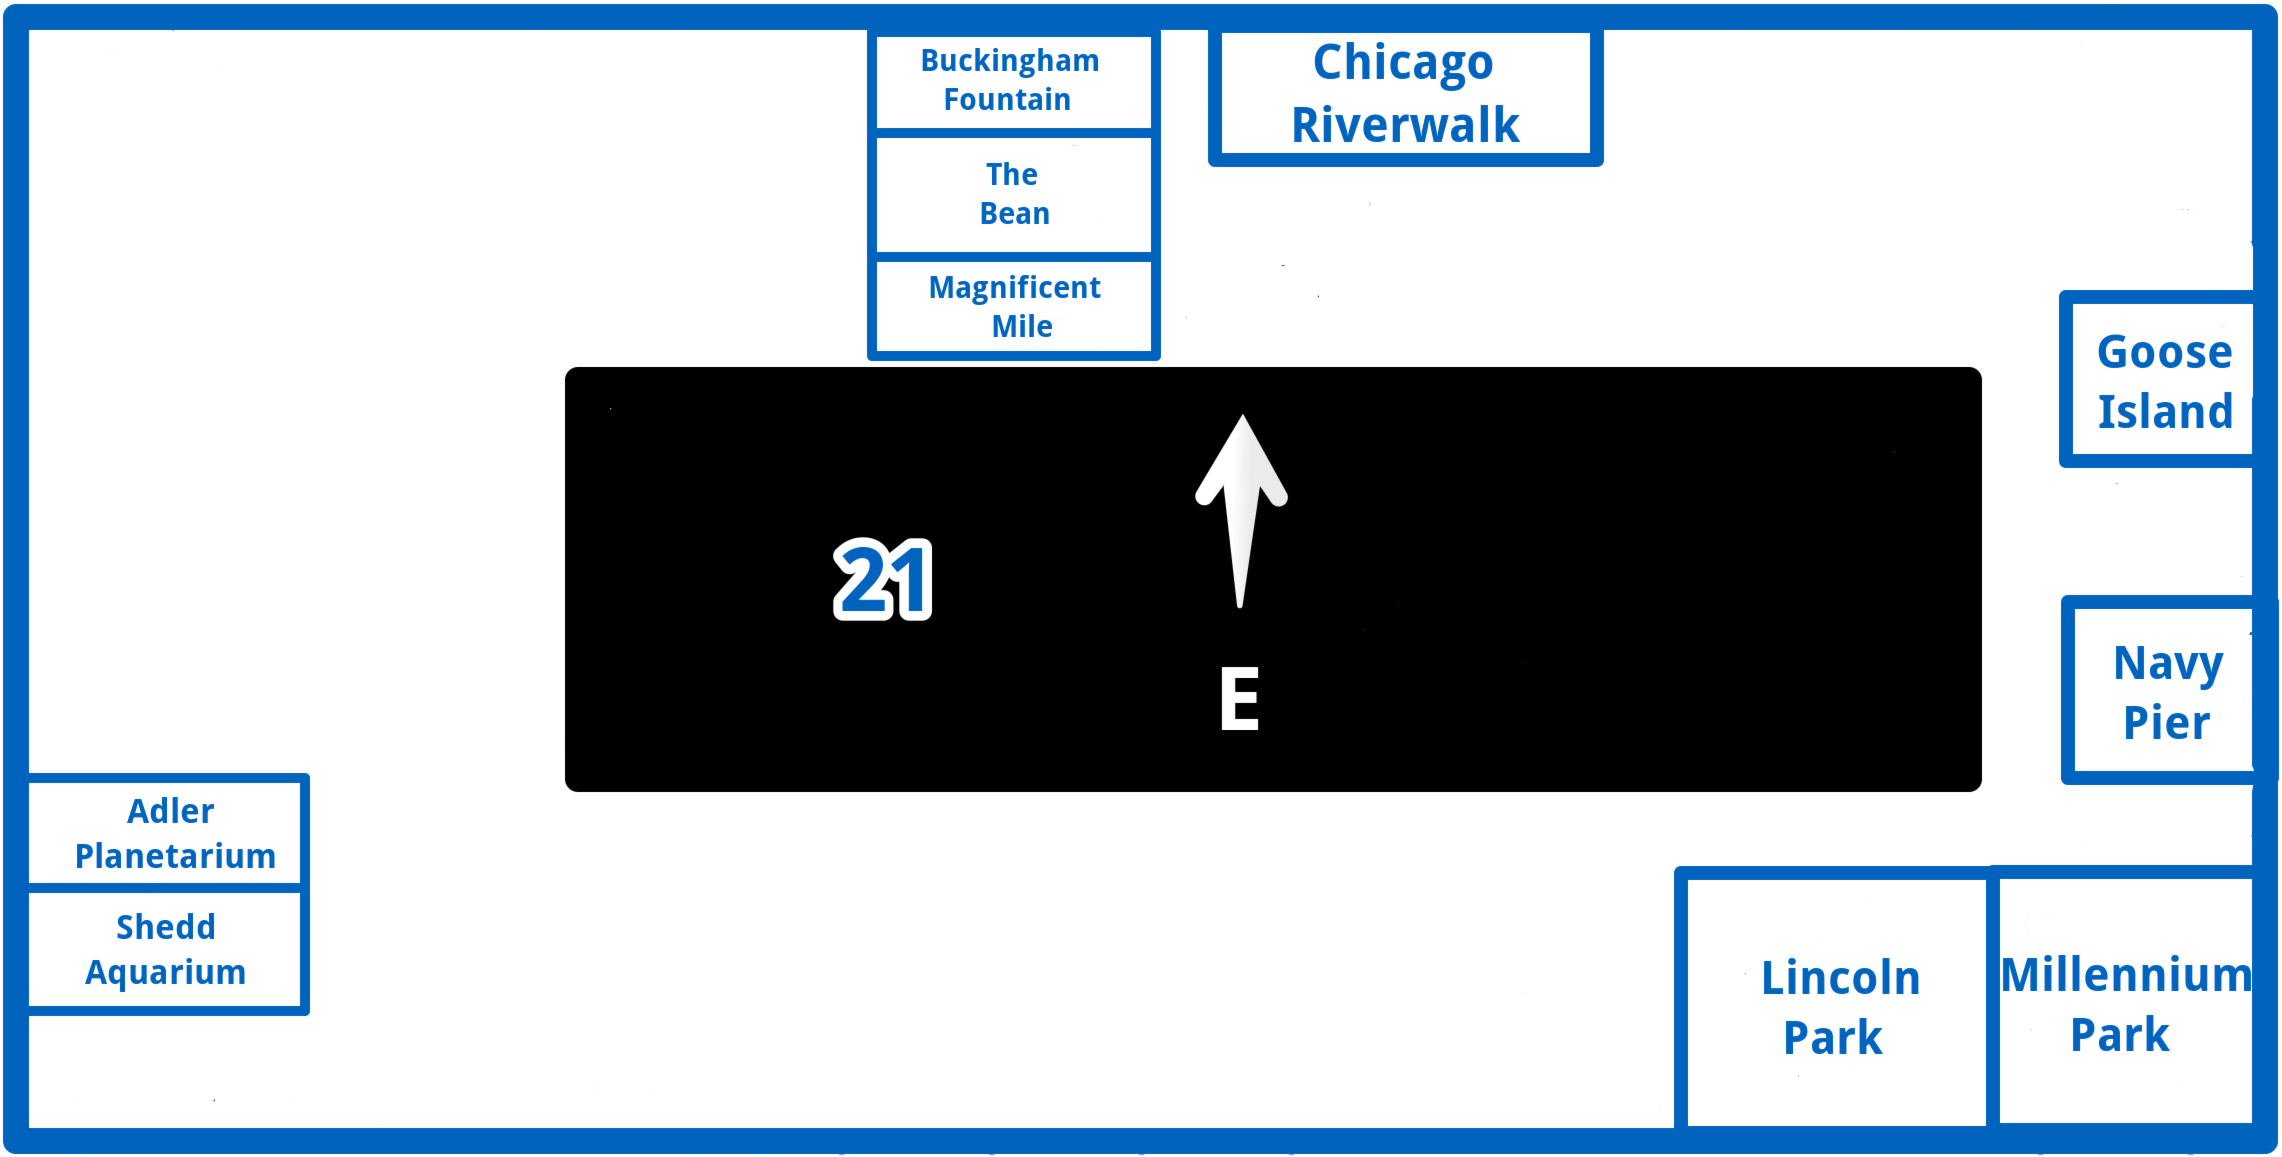 Buckingham
Fountain
The
Bean
Magnificent
Mile
Chicago
Riverwalk
Goose
Island
21
E
Navy
Pier
Adler
Planetarium
Shedd
Aquarium
Lincoln
Park
Millennium
Park